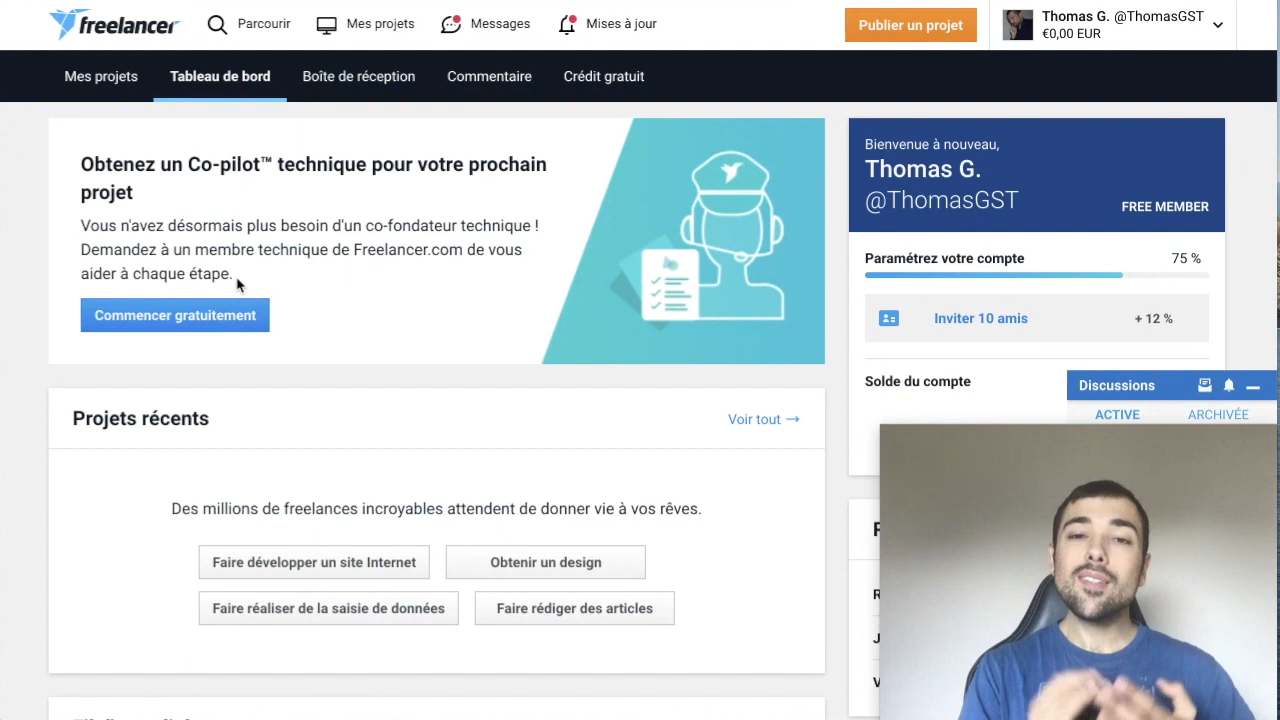 freelancer
Parcourir
Mes projets
Messages
Mises à jour
Publier un projet
Thomas G. @ThomasGST
€0,00 EUR
Mes projets
Tableau de bord
Boîte de réception
Commentaire
Crédit gratuit
Obtenez un Co-pilot™ technique pour votre prochain
projet
Vous n'avez désormais plus besoin d'un co-fondateur technique !
Demandez à un membre technique de Freelancer.com de vous
aider à chaque étape.
Commencer gratuitement
Bienvenue à nouveau,
Thomas G.
@ThomasGST
FREE MEMBER
Paramétrez votre compte
75 %
Inviter 10 amis
+ 12 %
Solde du compte
Discussions
ACTIVE
ARCHIVÉE
Projets récents
Voir tout →
Des millions de freelances incroyables attendent de donner vie à vos rêves.
Faire développer un site Internet
Obtenir un design
Faire réaliser de la saisie de données
Faire rédiger des articles